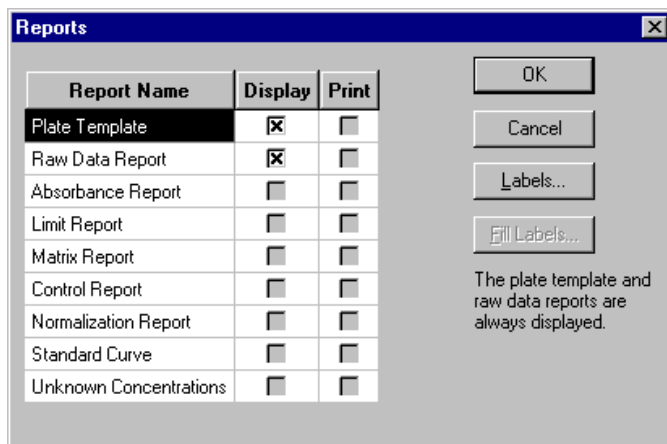 Reports
Report Name Display Print
Plate Template
Raw Data Report
Absorbance Report
Limit Report
Matrix Report
Control Report
Normalization Report
Standard Curve
Unknown Concentrations
OK
Cancel
Labels...
Fill Labels...
The plate template and
raw data reports are
always displayed.